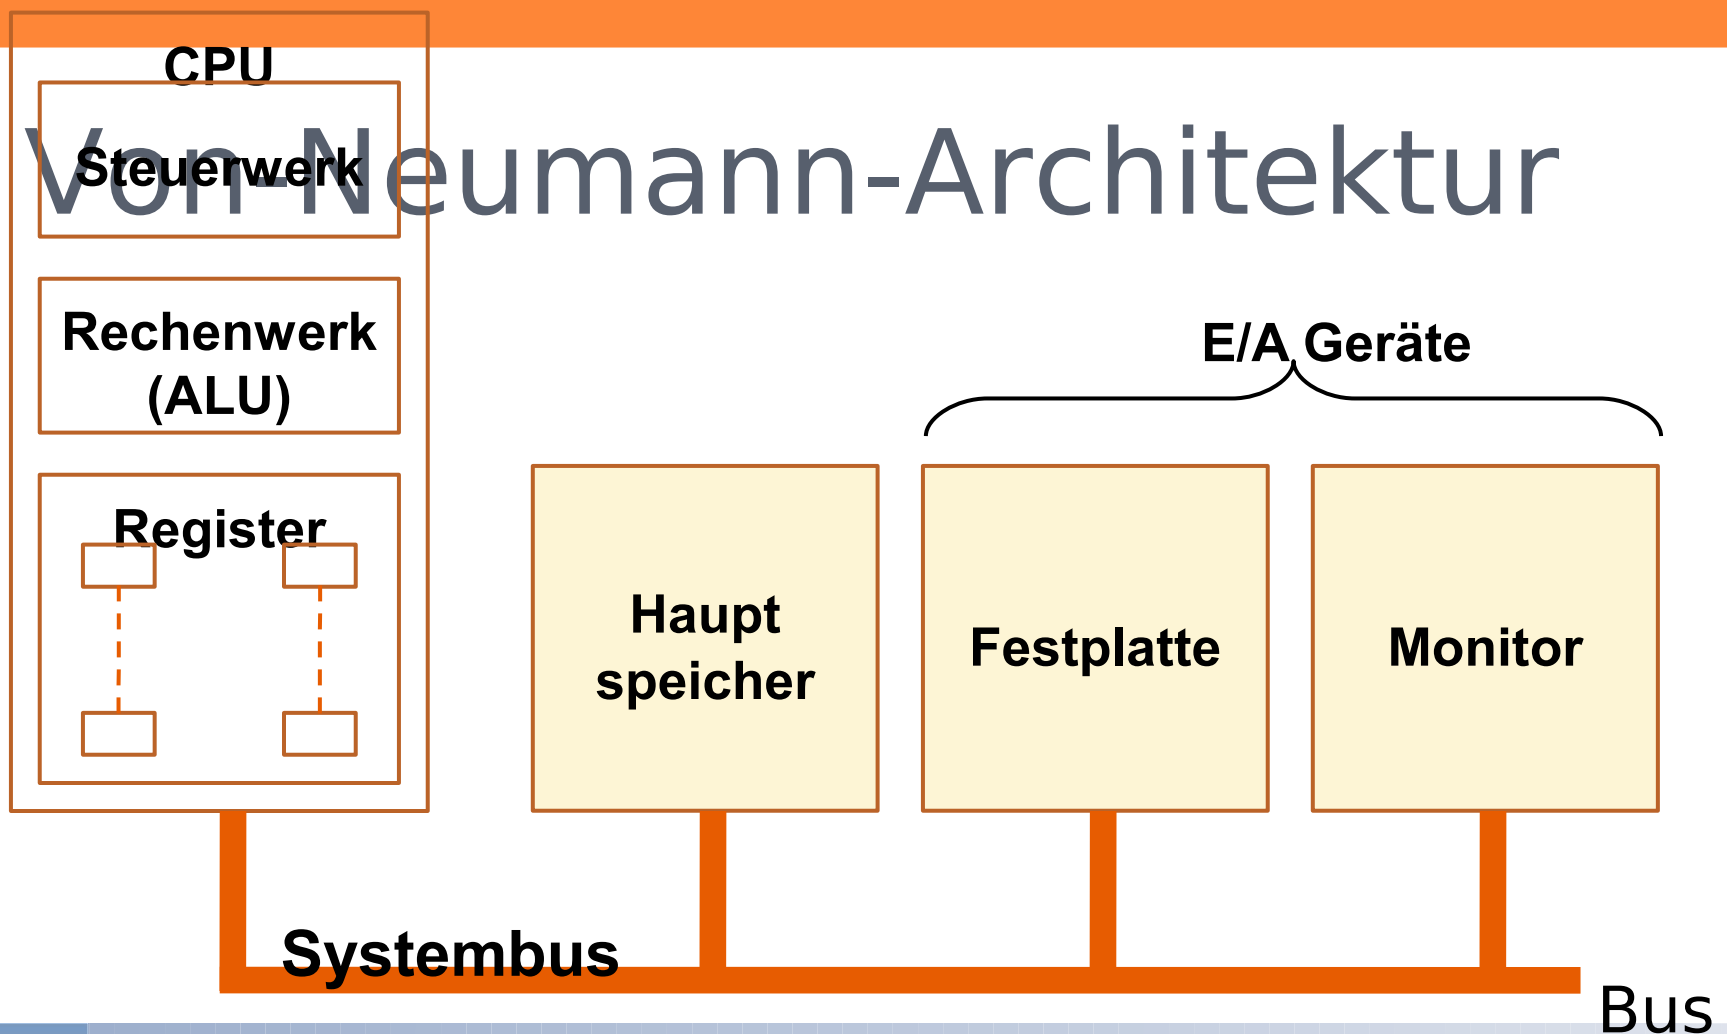 CPU
Von-Neumann-Architektur
Steuerwerk
Rechenwerk
(ALU)
E/A Geräte
Register
Haupt
speicher
Festplatte
Monitor
Systembus
Bus